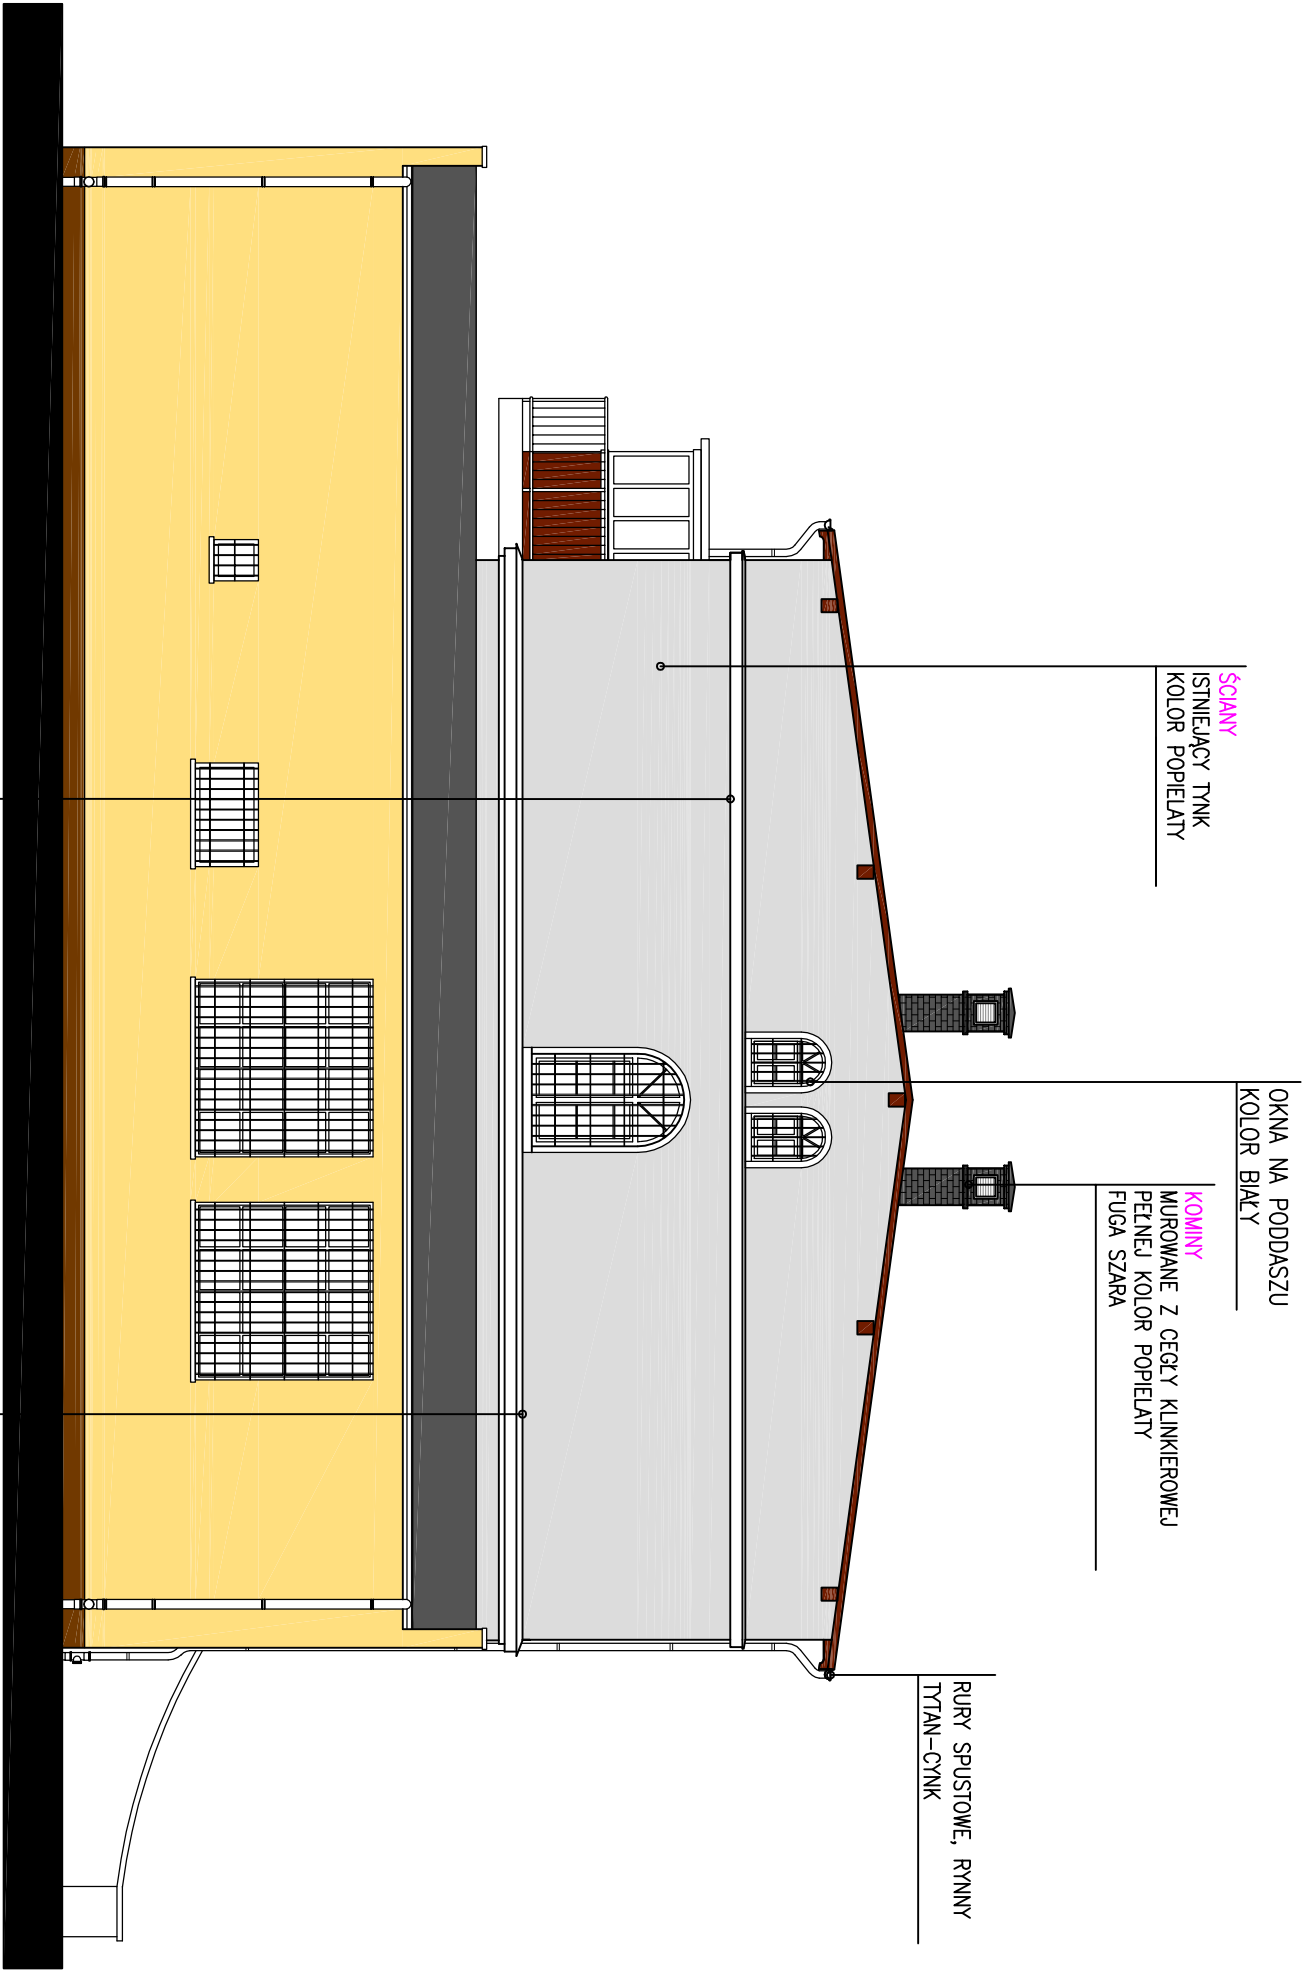 ŚCIANY
ISTNIEJĄCY TYNK
KOLOR POPIELATY
OKNA NA PODDASZU
KOLOR BIAŁY
KOMINY
MUROWANE Z CEGŁY KLINKIEROWEJ
PEŁNEJ KOLOR POPIELATY
FUGA SZARA
RURY SPUSTOWE, RYNNY
TYTAN-CYNK